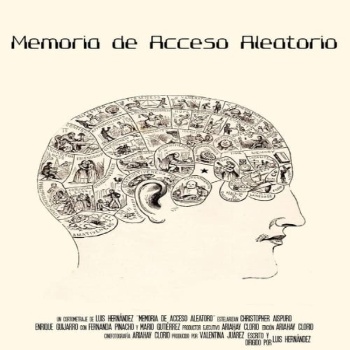 Memoria de Acceso Aleatorio
UN CORTOMETRAJE DE LUIS HERNÁNDEZ "MEMORIA DE ACCESO ALEATORIO" ESTELARIZAN CHRISTOPHER AISPURO
ENRIQUE GUIJARRO CON FERNANDA PINACHO Y MARIO GUTIÉRREZ PRODUCTOR EJECUTIVO ARIAHAY CLORIO EDICIÓN ARIAHAY CLORIO
CINEFOTOGRAFÍA ARIAHAY CLORIO PRODUCIDO POR VALENTINA JUÁREZ ESCRITO Y DIRIGIDO POR LUIS HERNÁNDEZ